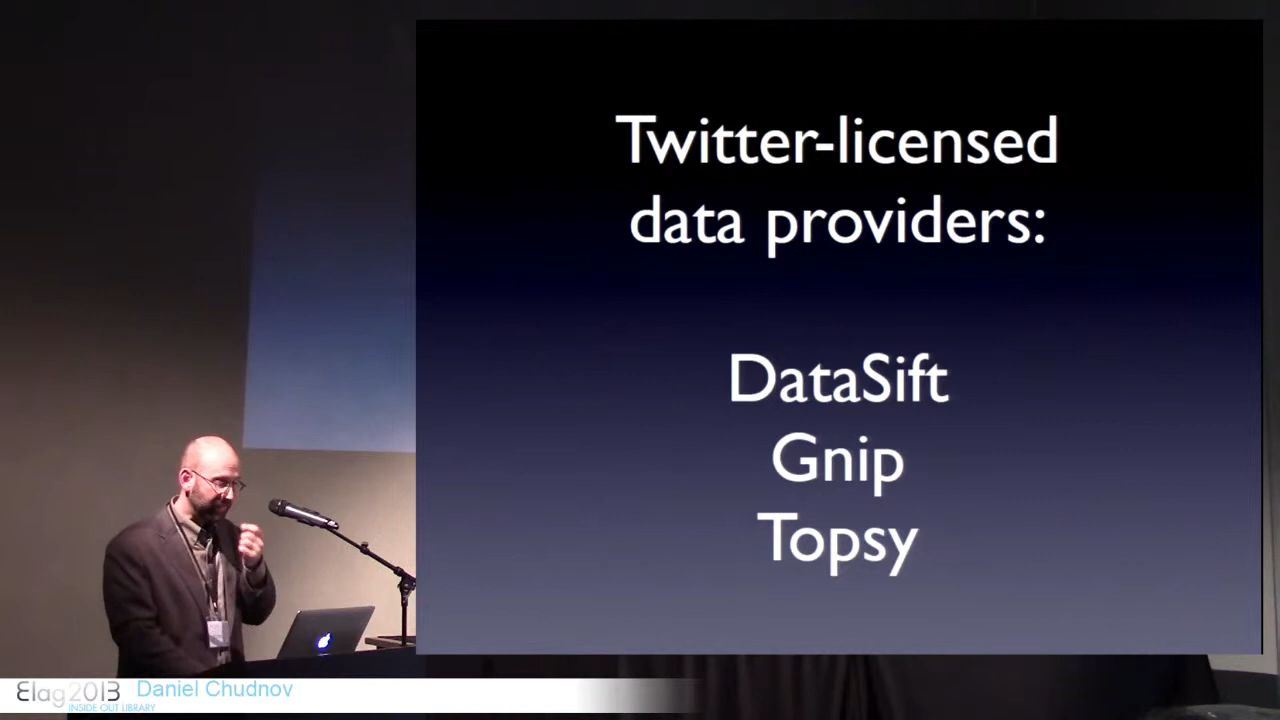 Twitter-licensed
data providers:
DataSift
Gnip
Topsy
Elag2013
Daniel Chudnov
INSIDE OUT LIBRARY